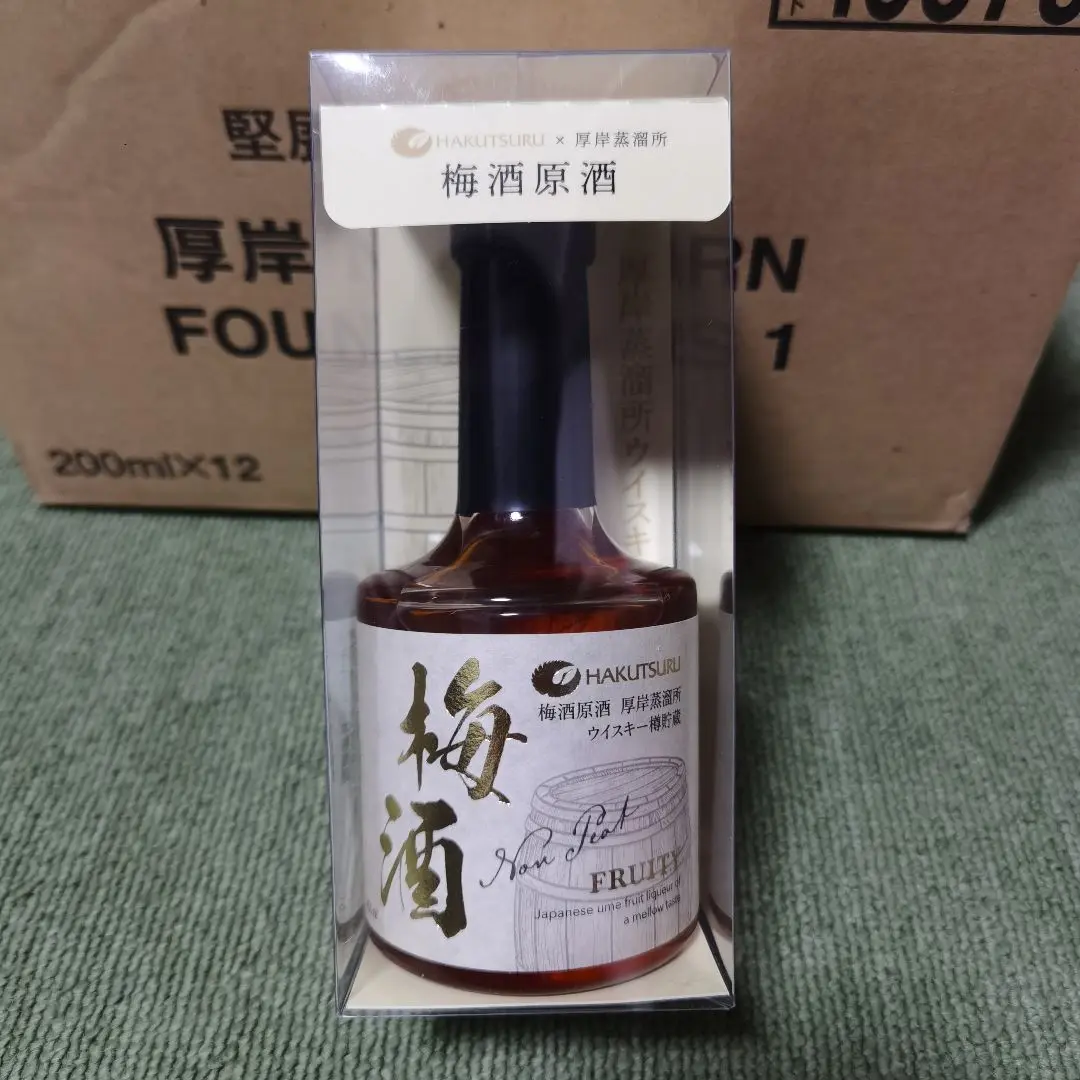 堅
厚岸
RN
FOU
1
200ml×12
HAKUTSURU × 厚岸蒸溜所
梅酒原酒
厚岸蒸溜所ウイスキ
梅酒
HAKUTSURU
梅酒原酒 厚岸蒸溜所
ウイスキー樽貯蔵
Non Peat
FRUITY
Japanese ume fruit liqueur of
a mellow taste